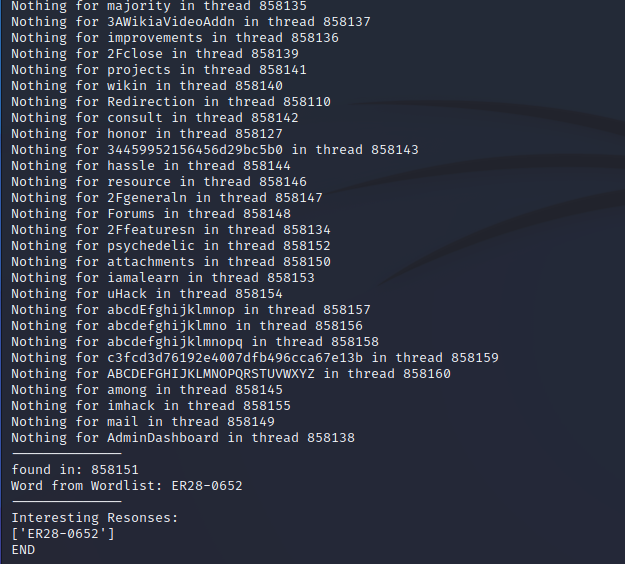 Nothing for majority in thread 858135
Nothing for 3AWikiaVideoAddn in thread 858137
Nothing for improvements in thread 858136
Nothing for 2Fclose in thread 858139
Nothing for projects in thread 858141
Nothing for wikin in thread 858140
Nothing for Redirection in thread 858110
Nothing for consult in thread 858142
Nothing for honor in thread 858127
Nothing for 34459952156456d29bc5b0 in thread 858143
Nothing for hassle in thread 858144
Nothing for resource in thread 858146
Nothing for 2Fgeneraln in thread 858147
Nothing for Forums in thread 858148
Nothing for 2Ffeaturesn in thread 858134
Nothing for psychedelic in thread 858152
Nothing for attachments in thread 858150
Nothing for iamalearn in thread 858153
Nothing for uHack in thread 858154
Nothing for abcdEfghijklmnop in thread 858157
Nothing for abcdefghijklmno in thread 858156
Nothing for abcdefghijklmnopq in thread 858158
Nothing for c3fcd3d76192e4007dfb496cca67e13b in thread 858159
Nothing for ABCDEFGHIJKLMNOPQRSTUVWXYZ in thread 858160
Nothing for among in thread 858145
Nothing for imhack in thread 858155
Nothing for mail in thread 858149
Nothing for AdminDashboard in thread 858138
──────────────
found in: 858151
Word from Wordlist: ER28-0652
──────────────
Interesting Resonses:
['ER28-0652']
END